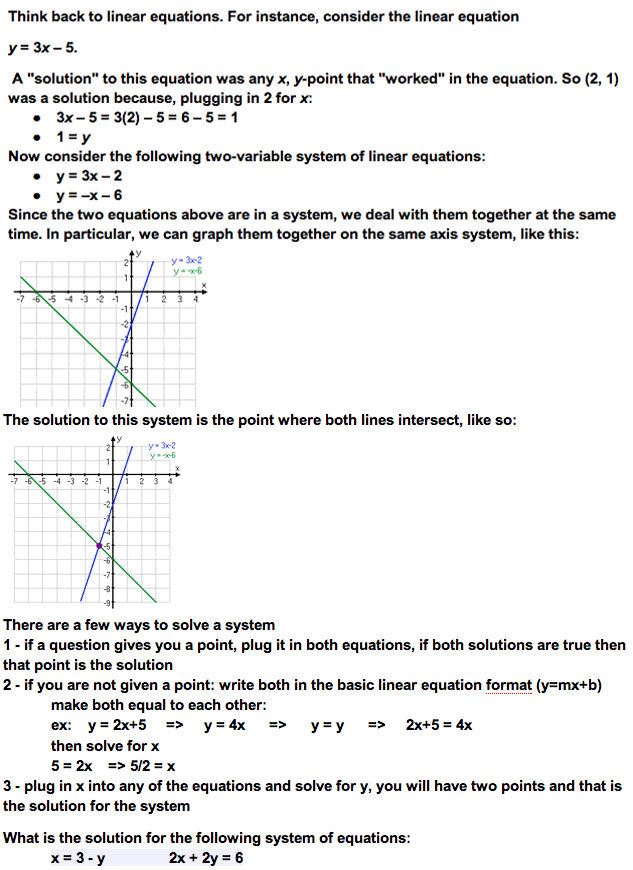 Think back to linear equations. For instance, consider the linear equation
y = 3x – 5.
A "solution" to this equation was any x, y-point that "worked" in the equation. So (2, 1)
was a solution because, plugging in 2 for x:
• 3x – 5 = 3(2) – 5 = 6 – 5 = 1
• 1 = y
Now consider the following two-variable system of linear equations:
• y = 3x – 2
• y = –x – 6
Since the two equations above are in a system, we deal with them together at the same
time. In particular, we can graph them together on the same axis system, like this:
y
y = 3x-2
y = -x-6
x
2
1
-7 -6 -5 -4 -3 -2 -1 1 2 3 4
-1
-2
-3
-4
-5
-6
-7
The solution to this system is the point where both lines intersect, like so:
y
y = 3x-2
y = -x-6
x
2
1
-7 -6 -5 -4 -3 -2 -1 1 2 3 4
-1
-2
-3
-4
-5
-6
-7
-8
-9
There are a few ways to solve a system
1 - if a question gives you a point, plug it in both equations, if both solutions are true then
that point is the solution
2 - if you are not given a point: write both in the basic linear equation format (y=mx+b)
make both equal to each other:
ex: y = 2x+5 => y = 4x => y = y => 2x+5 = 4x
then solve for x
5 = 2x => 5/2 = x
3 - plug in x into any of the equations and solve for y, you will have two points and that is
the solution for the system
What is the solution for the following system of equations:
x = 3 - y 2x + 2y = 6